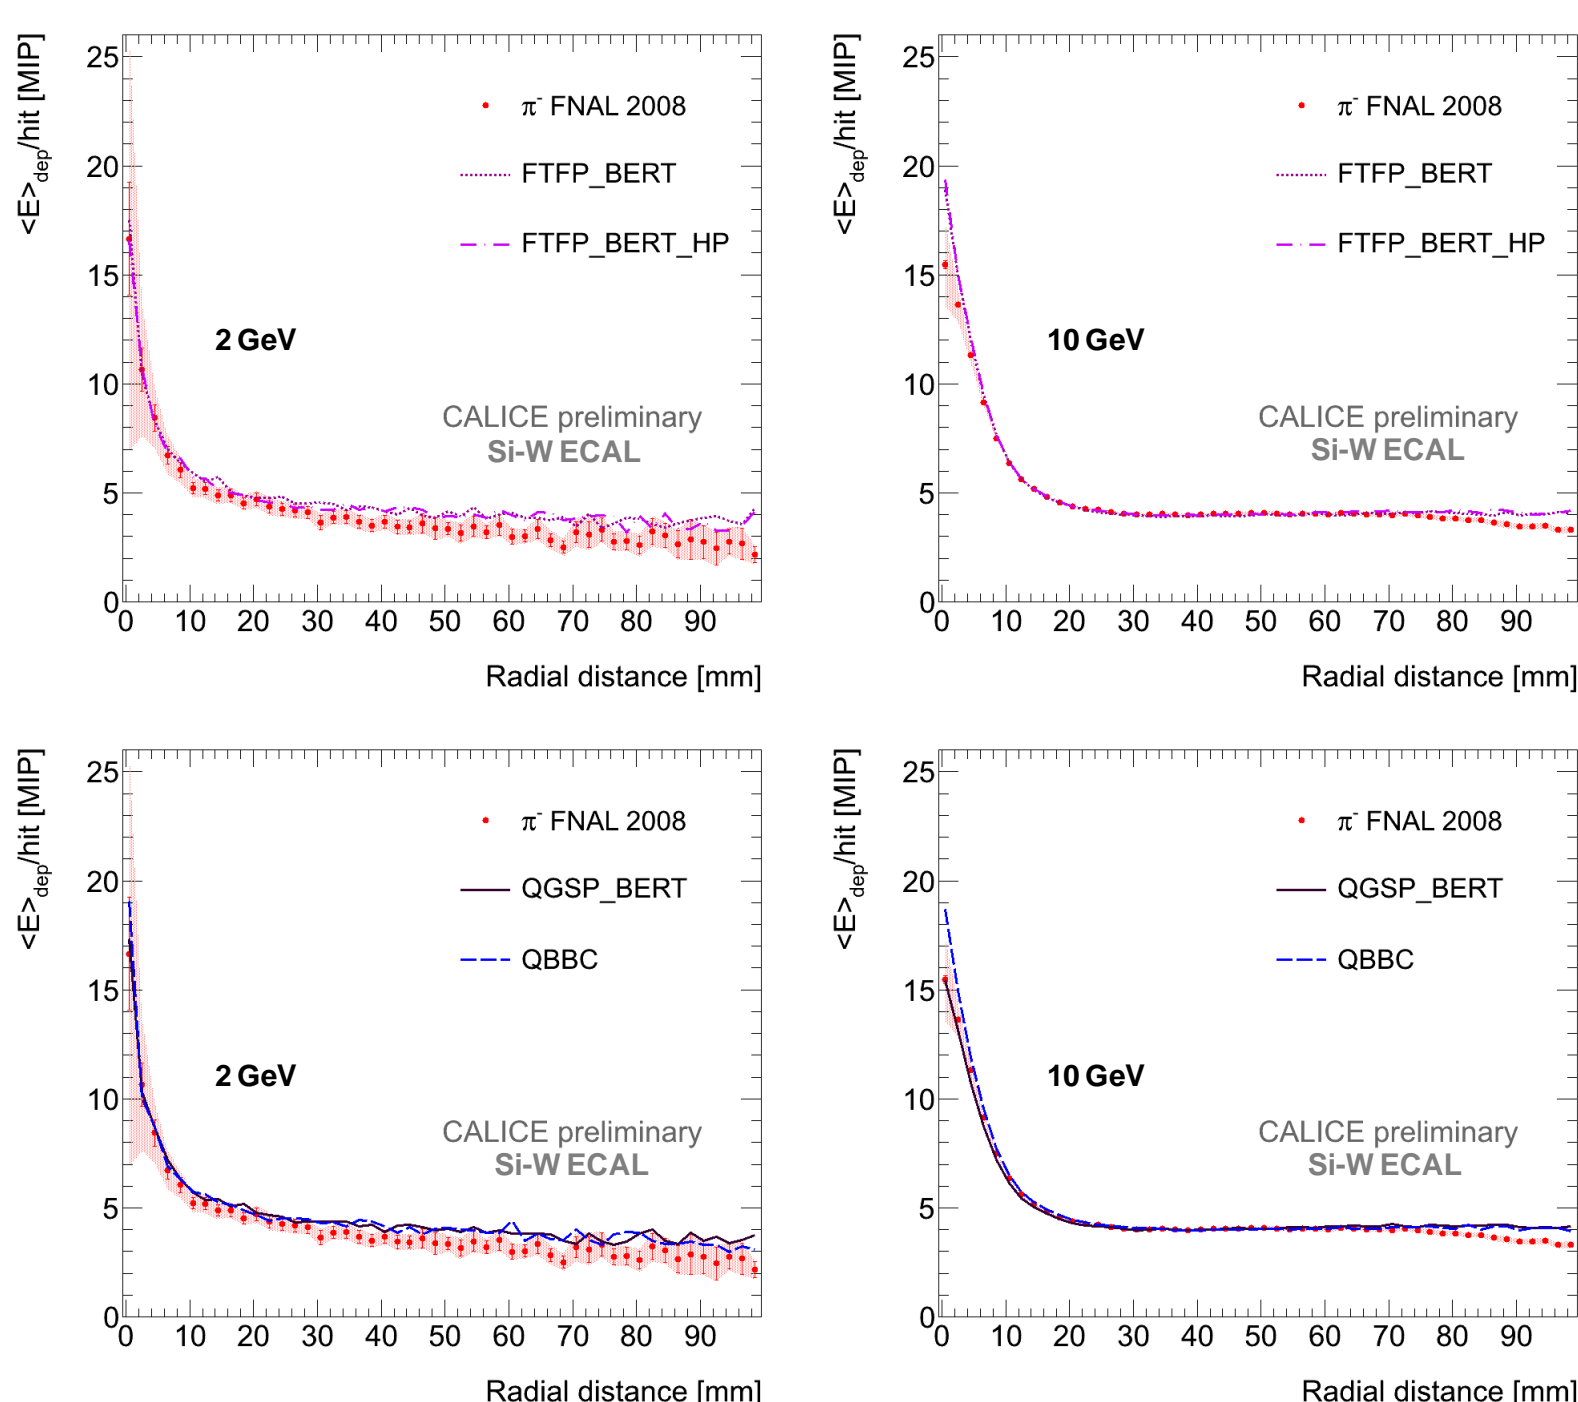 <E>dep/hit [MIP]
25
20
15
10
5
0
π- FNAL 2008
FTFP_BERT
FTFP_BERT_HP
2 GeV
CALICE preliminary
Si-W ECAL
0 10 20 30 40 50 60 70 80 90
Radial distance [mm]
<E>dep/hit [MIP]
25
20
15
10
5
0
π- FNAL 2008
FTFP_BERT
FTFP_BERT_HP
10 GeV
CALICE preliminary
Si-W ECAL
0 10 20 30 40 50 60 70 80 90
Radial distance [mm]
<E>dep/hit [MIP]
25
20
15
10
5
0
π- FNAL 2008
QGSP_BERT
QBBC
2 GeV
CALICE preliminary
Si-W ECAL
0 10 20 30 40 50 60 70 80 90
Radial distance [mm]
<E>dep/hit [MIP]
25
20
15
10
5
0
π- FNAL 2008
QGSP_BERT
QBBC
10 GeV
CALICE preliminary
Si-W ECAL
0 10 20 30 40 50 60 70 80 90
Radial distance [mm]